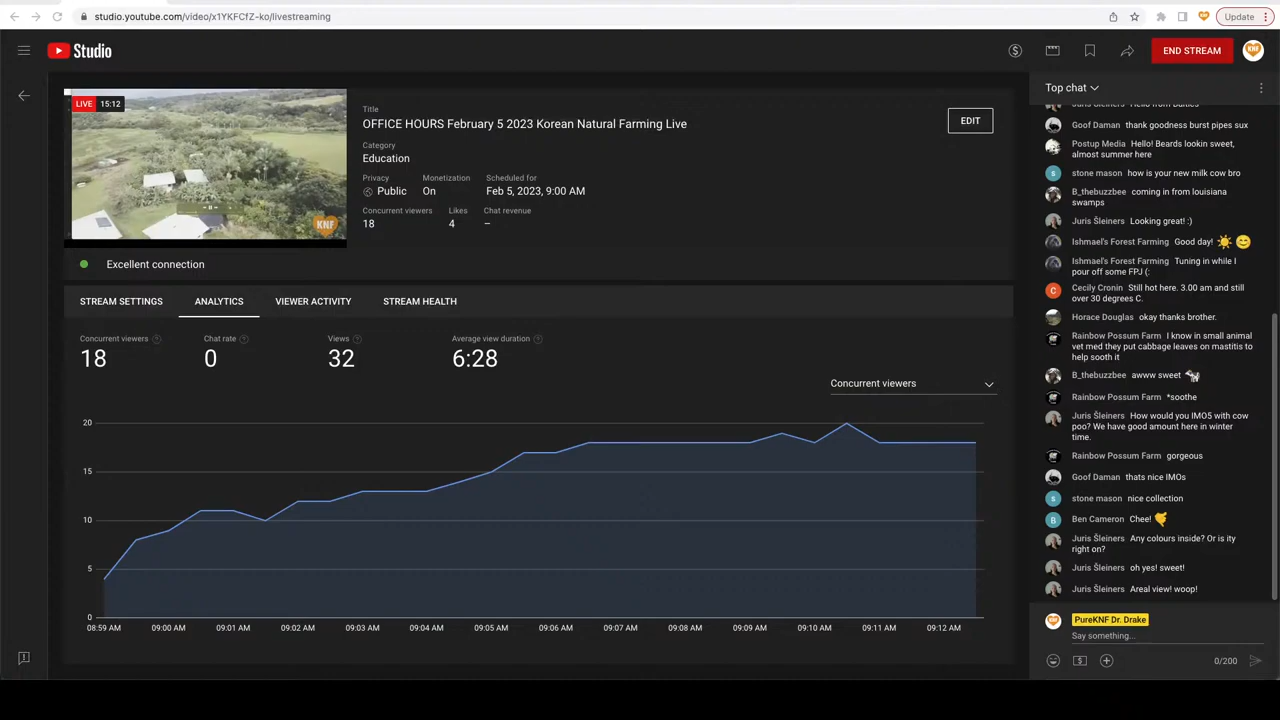 studio.youtube.com/video/x1YKFCfZ-ko/livestreaming
Update
Studio
END STREAM
KNF
LIVE 15:12
KNF
Title
OFFICE HOURS February 5 2023 Korean Natural Farming Live
EDIT
Category
Education
Privacy Monetization Scheduled for
Public On Feb 5, 2023, 9:00 AM
Concurrent viewers Likes Chat revenue
18 4 –
Excellent connection
STREAM SETTINGS ANALYTICS VIEWER ACTIVITY STREAM HEALTH
Concurrent viewers Chat rate Views Average view duration
18 0 32 6:28
Concurrent viewers
20
15
10
5
0
08:59 AM 09:00 AM 09:01 AM 09:02 AM 09:03 AM 09:04 AM 09:05 AM 09:06 AM 09:07 AM 09:08 AM 09:09 AM 09:10 AM 09:11 AM 09:12 AM
Top chat
Juris Šleiners Hello from Baltics
Goof Daman thank goodness burst pipes sux
Postup Media Hello! Beards lookin sweet,
almost summer here
s stone mason how is your new milk cow bro
B_thebuzzbee coming in from louisiana
swamps
Juris Šleiners Looking great! :)
Ishmael's Forest Farming Good day!
Ishmael's Forest Farming Tuning in while I
pour off some FPJ (:
C Cecily Cronin Still hot here. 3.00 am and still
over 30 degrees C.
Horace Douglas okay thanks brother.
Rainbow Possum Farm I know in small animal
vet med they put cabbage leaves on mastitis to
help sooth it
B_thebuzzbee awww sweet
Rainbow Possum Farm *soothe
Juris Šleiners How would you IMO5 with cow
poo? We have good amount here in winter
time.
Rainbow Possum Farm gorgeous
Goof Daman thats nice IMOs
s stone mason nice collection
B Ben Cameron Chee!
Juris Šleiners Any colours inside? Or is ity
right on?
Juris Šleiners oh yes! sweet!
Juris Šleiners Areal view! woop!
PureKNF Dr. Drake
Say something...
0/200